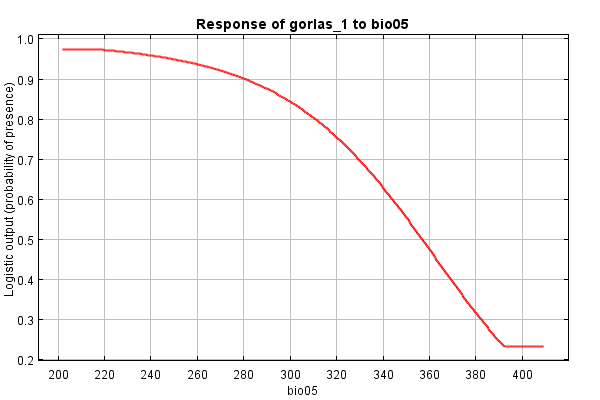 Response of gorlas_1 to bio05
Logistic output (probability of presence)
1.0
0.9
0.8
0.7
0.6
0.5
0.4
0.3
0.2
200 220 240 260 280 300 320 340 360 380 400
bio05